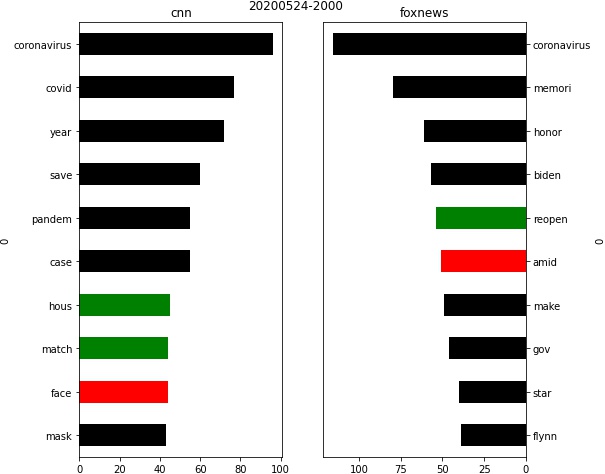 20200524-2000
cnn
foxnews
coronavirus
covid
year
save
pandem
case
hous
match
face
mask
0
0 20 40 60 80 100
coronavirus
memori
honor
biden
reopen
amid
make
gov
star
flynn
0
100 75 50 25 0